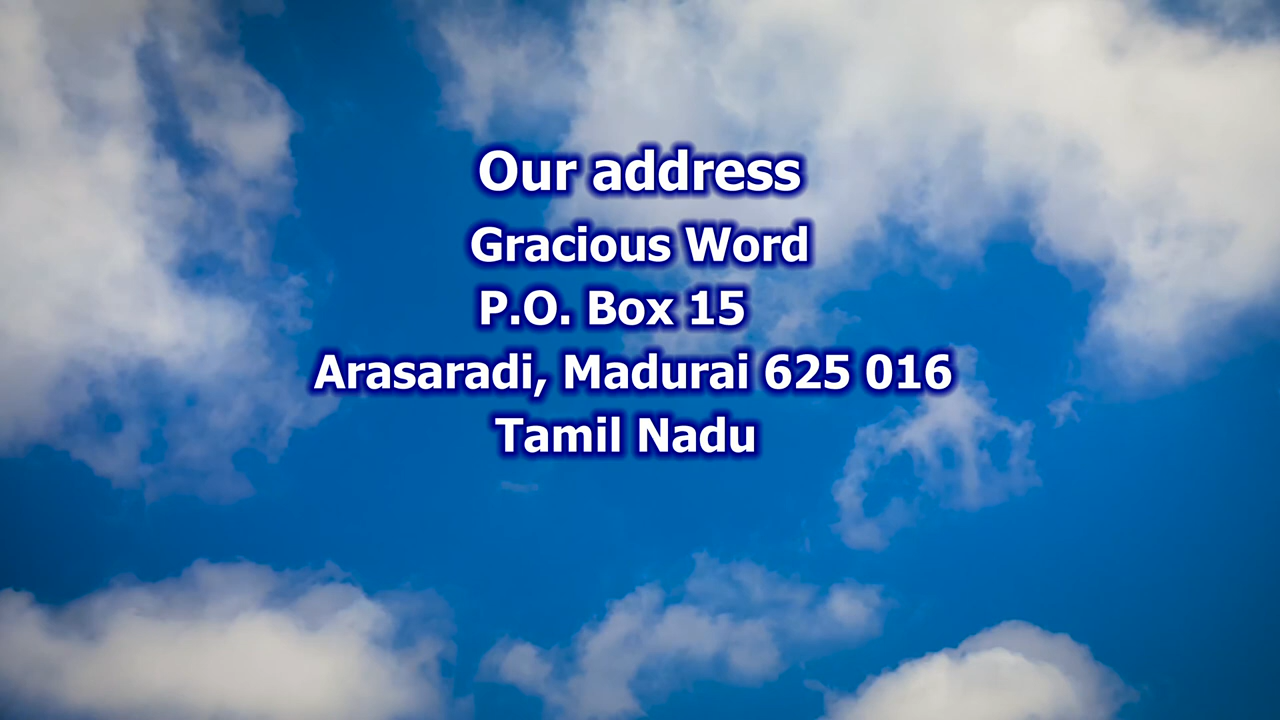 Our address
Gracious Word
P.O. Box 15
Arasaradi, Madurai 625 016
Tamil Nadu